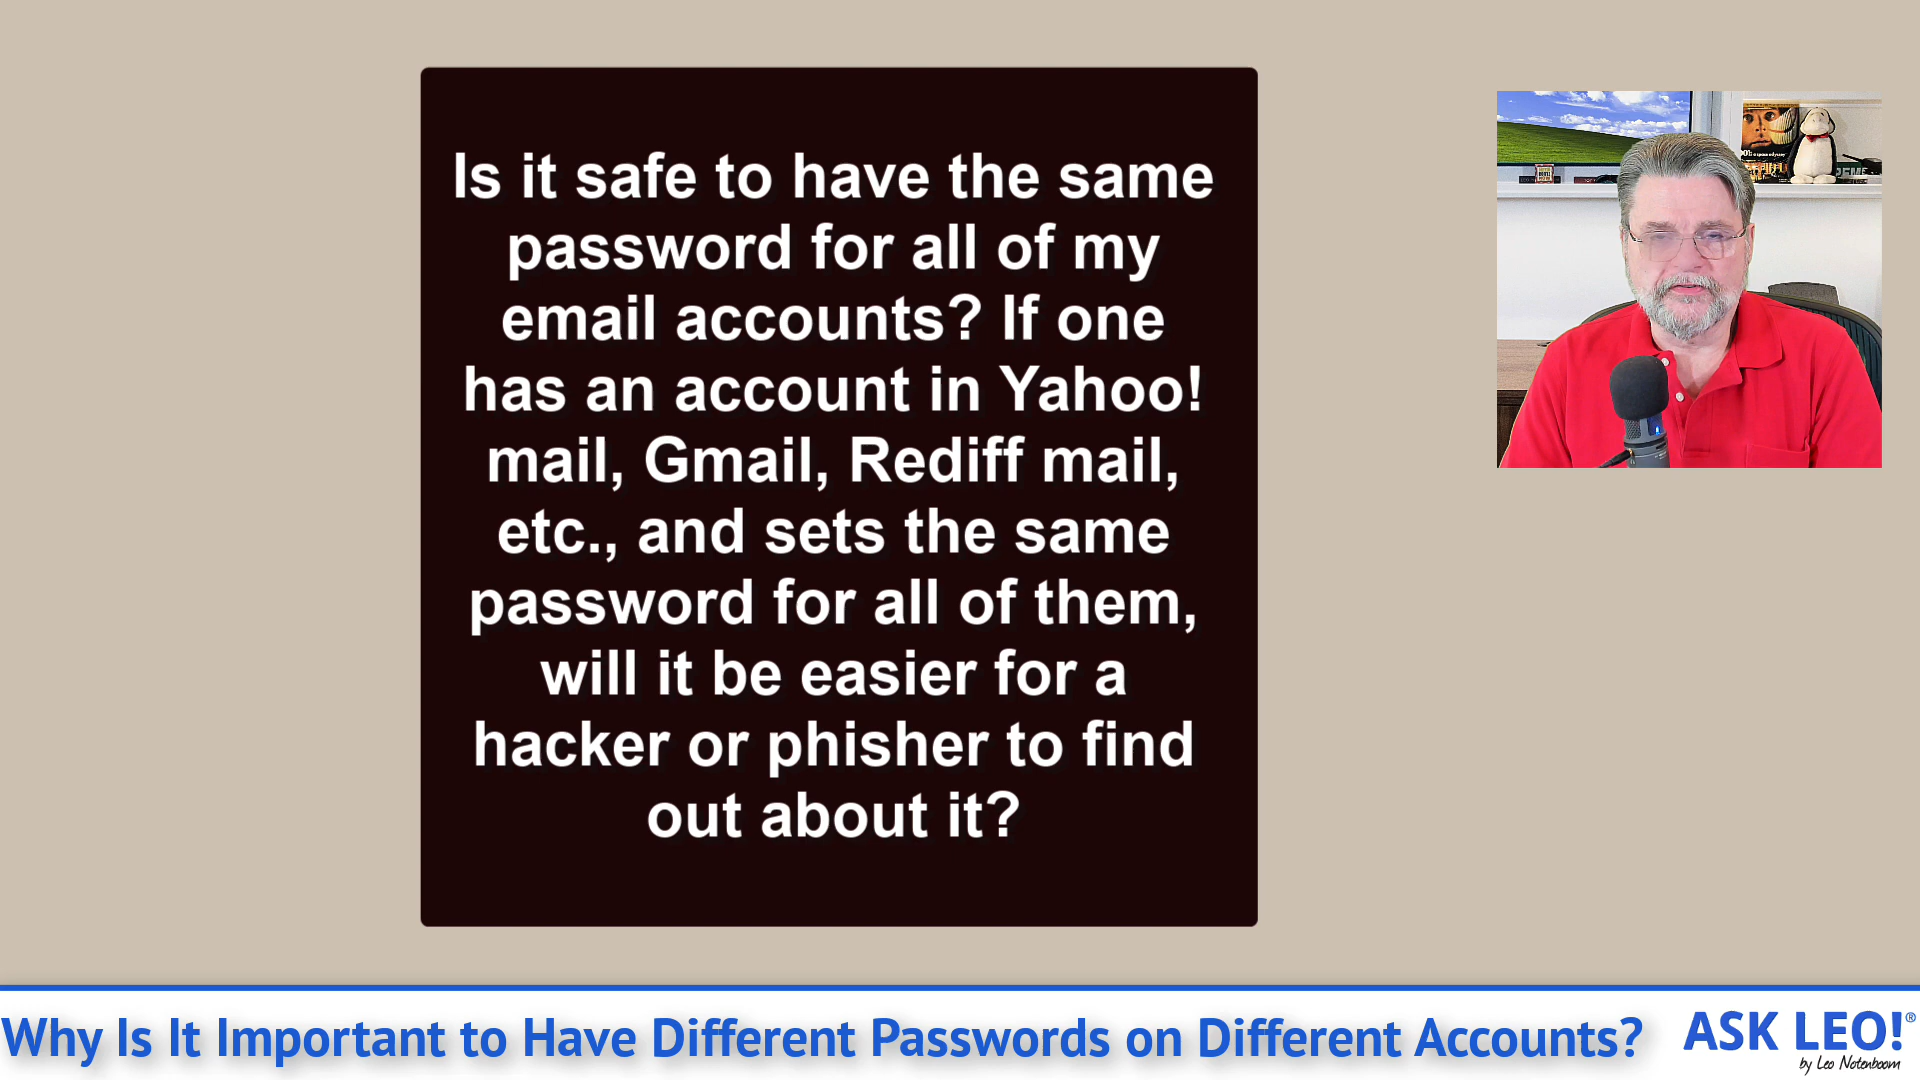 Is it safe to have the same
password for all of my
email accounts? If one
has an account in Yahoo!
mail, Gmail, Rediff mail,
etc., and sets the same
password for all of them,
will it be easier for a
hacker or phisher to find
out about it?
Why Is It Important to Have Different Passwords on Different Accounts?
ASK LEO!®
by Leo Notenboom